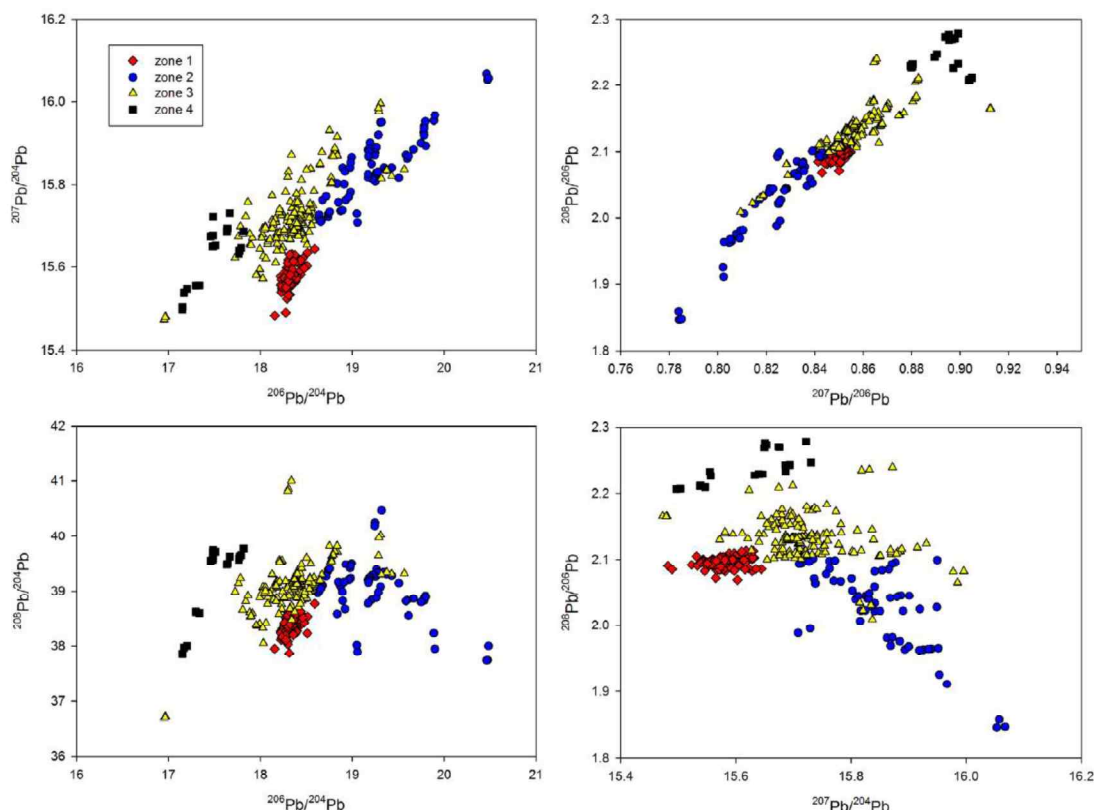 16.2
16.0
15.8
15.6
15.4
²⁰⁷Pb/²⁰⁴Pb
zone 1
zone 2
zone 3
zone 4
16 17 18 19 20 21
²⁰⁶Pb/²⁰⁴Pb
2.3
2.2
2.1
2.0
1.9
1.8
²⁰⁸Pb/²⁰⁶Pb
0.76 0.78 0.80 0.82 0.84 0.86 0.88 0.90 0.92 0.94
²⁰⁷Pb/²⁰⁶Pb
42
41
40
39
38
37
36
²⁰⁸Pb/²⁰⁴Pb
16 17 18 19 20 21
²⁰⁶Pb/²⁰⁴Pb
2.3
2.2
2.1
2.0
1.9
1.8
²⁰⁸Pb/²⁰⁶Pb
15.4 15.6 15.8 16.0 16.2
²⁰⁷Pb/²⁰⁴Pb